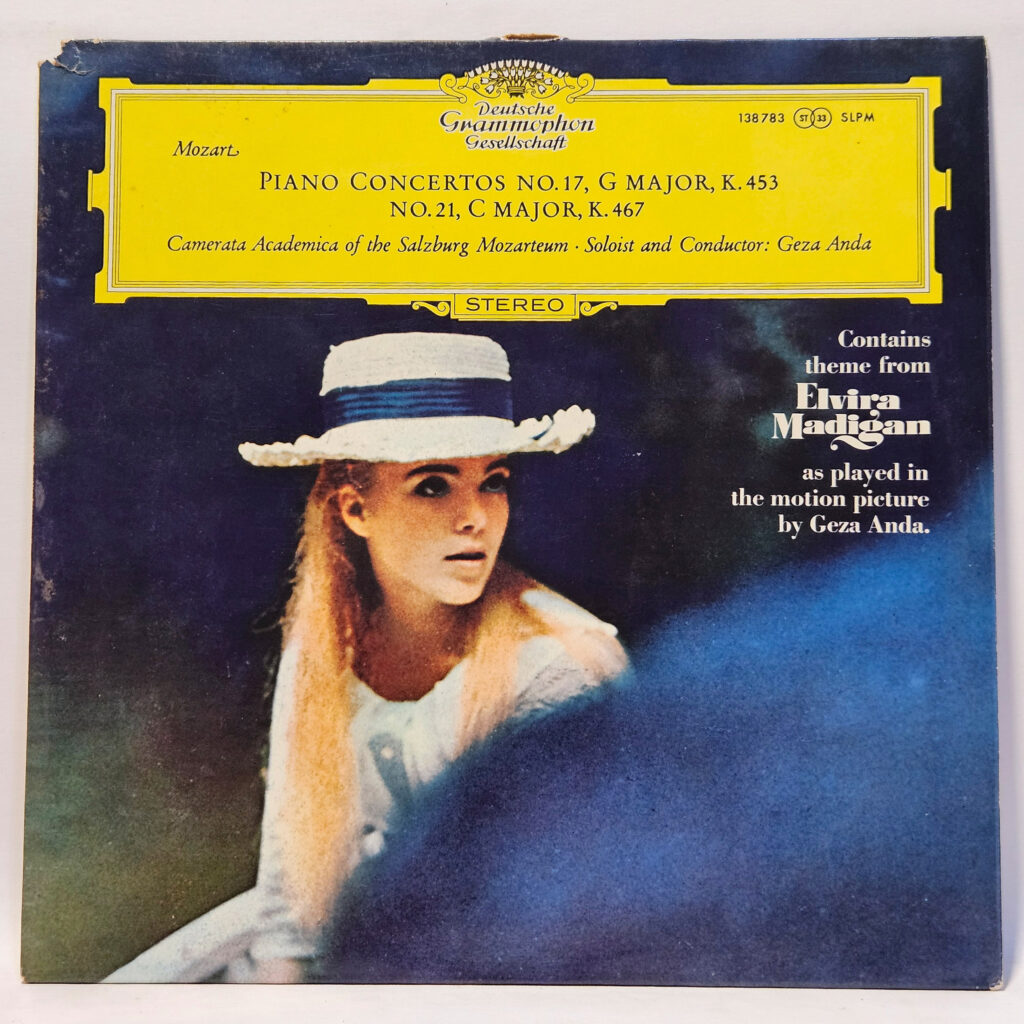 Deutsche
Grammophon
Gesellschaft
138 783 ST 33 SLPM
Mozart
PIANO CONCERTOS NO. 17, G MAJOR, K. 453
NO. 21, C MAJOR, K. 467
Camerata Academica of the Salzburg Mozarteum · Soloist and Conductor: Geza Anda
STEREO
Contains
theme from
Elvira
Madigan
as played in
the motion picture
by Geza Anda.